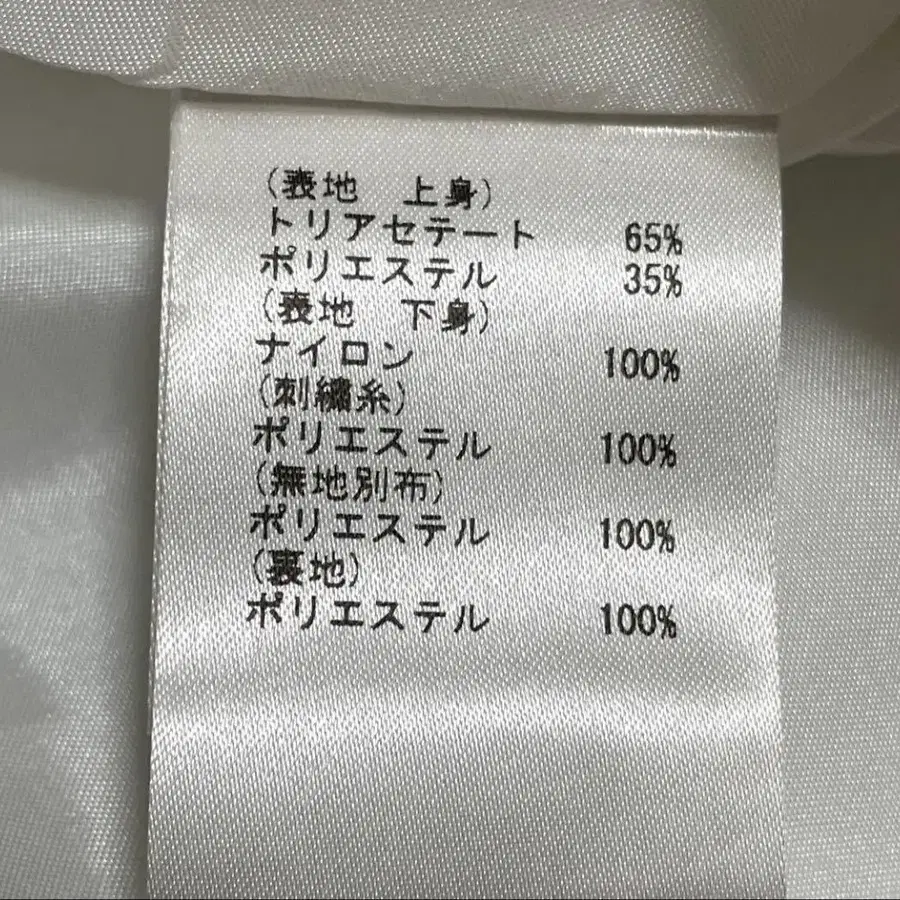 (表地　上身)
トリアセテート 65%
ポリエステル 35%
(表地　下身)
ナイロン 100%
(刺繍糸)
ポリエステル 100%
(無地別布)
ポリエステル 100%
(裏地)
ポリエステル 100%